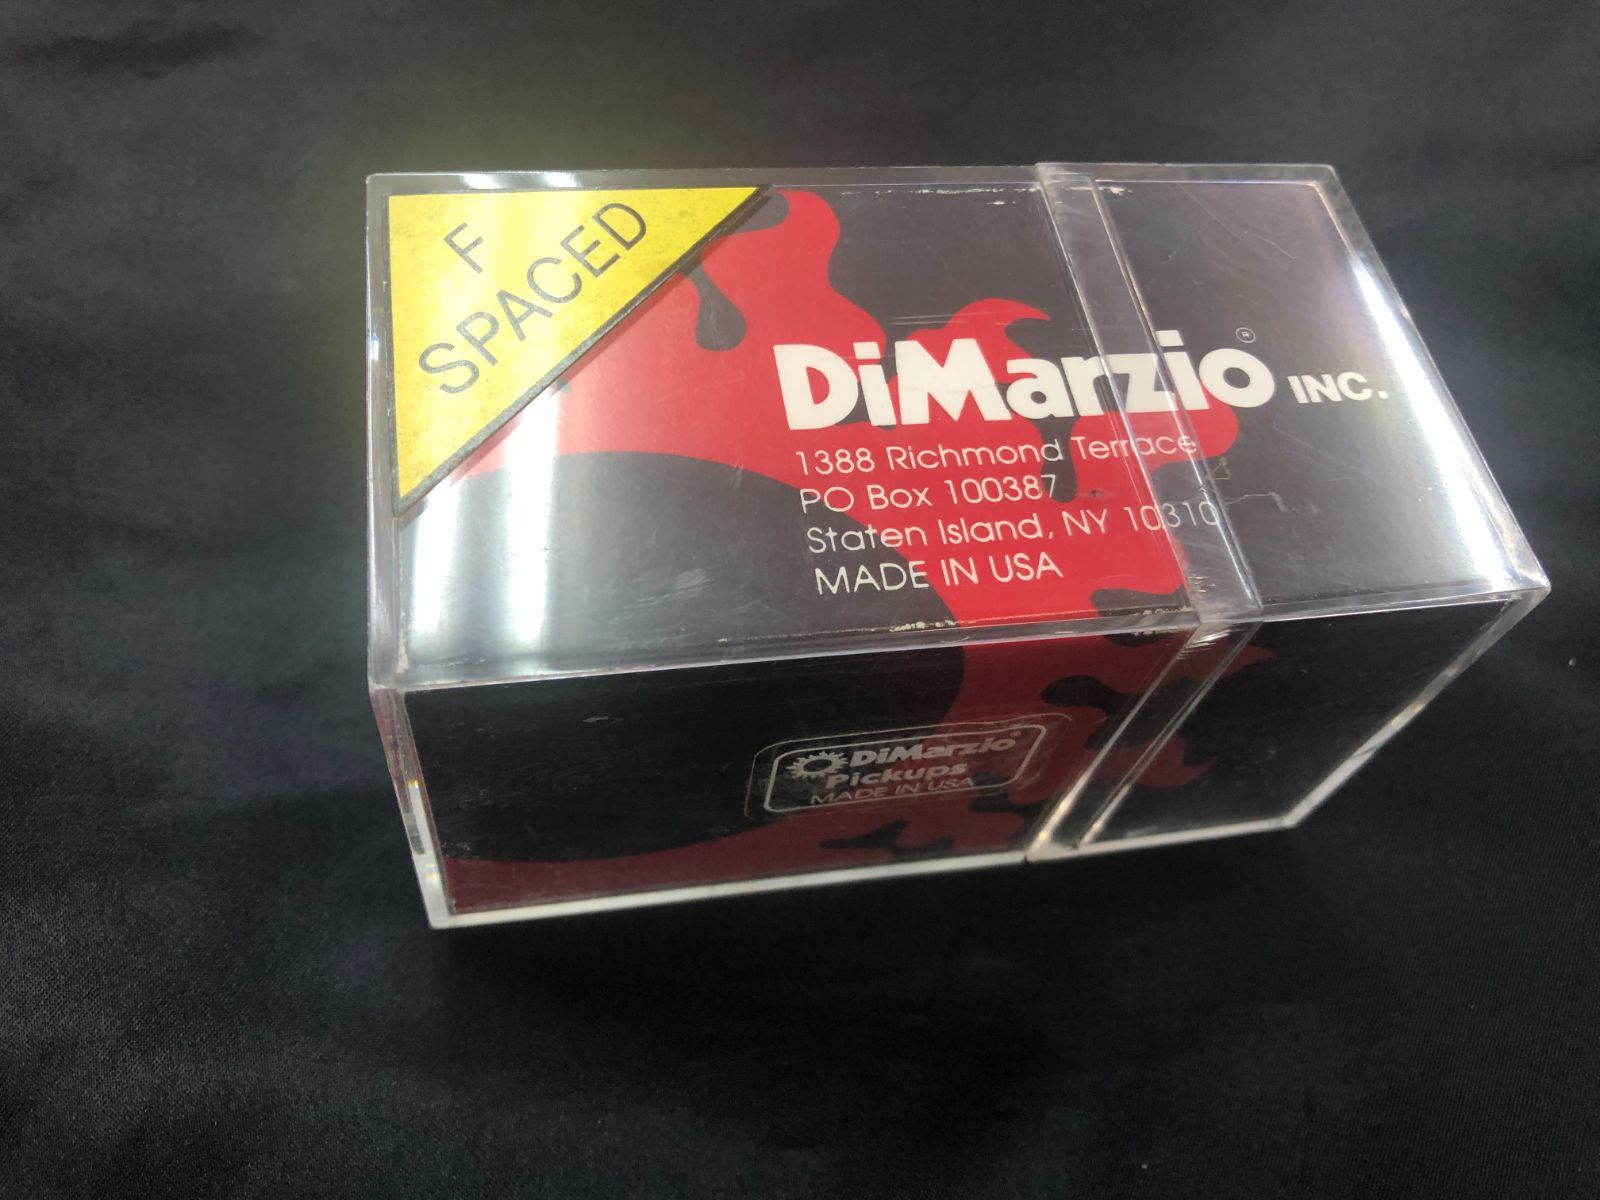 F
SPACED
DiMarzio® INC.
1388 Richmond Terrace
PO Box 100387
Staten Island, NY 10310
MADE IN USA
DiMarzio®
Pickups
MADE IN USA